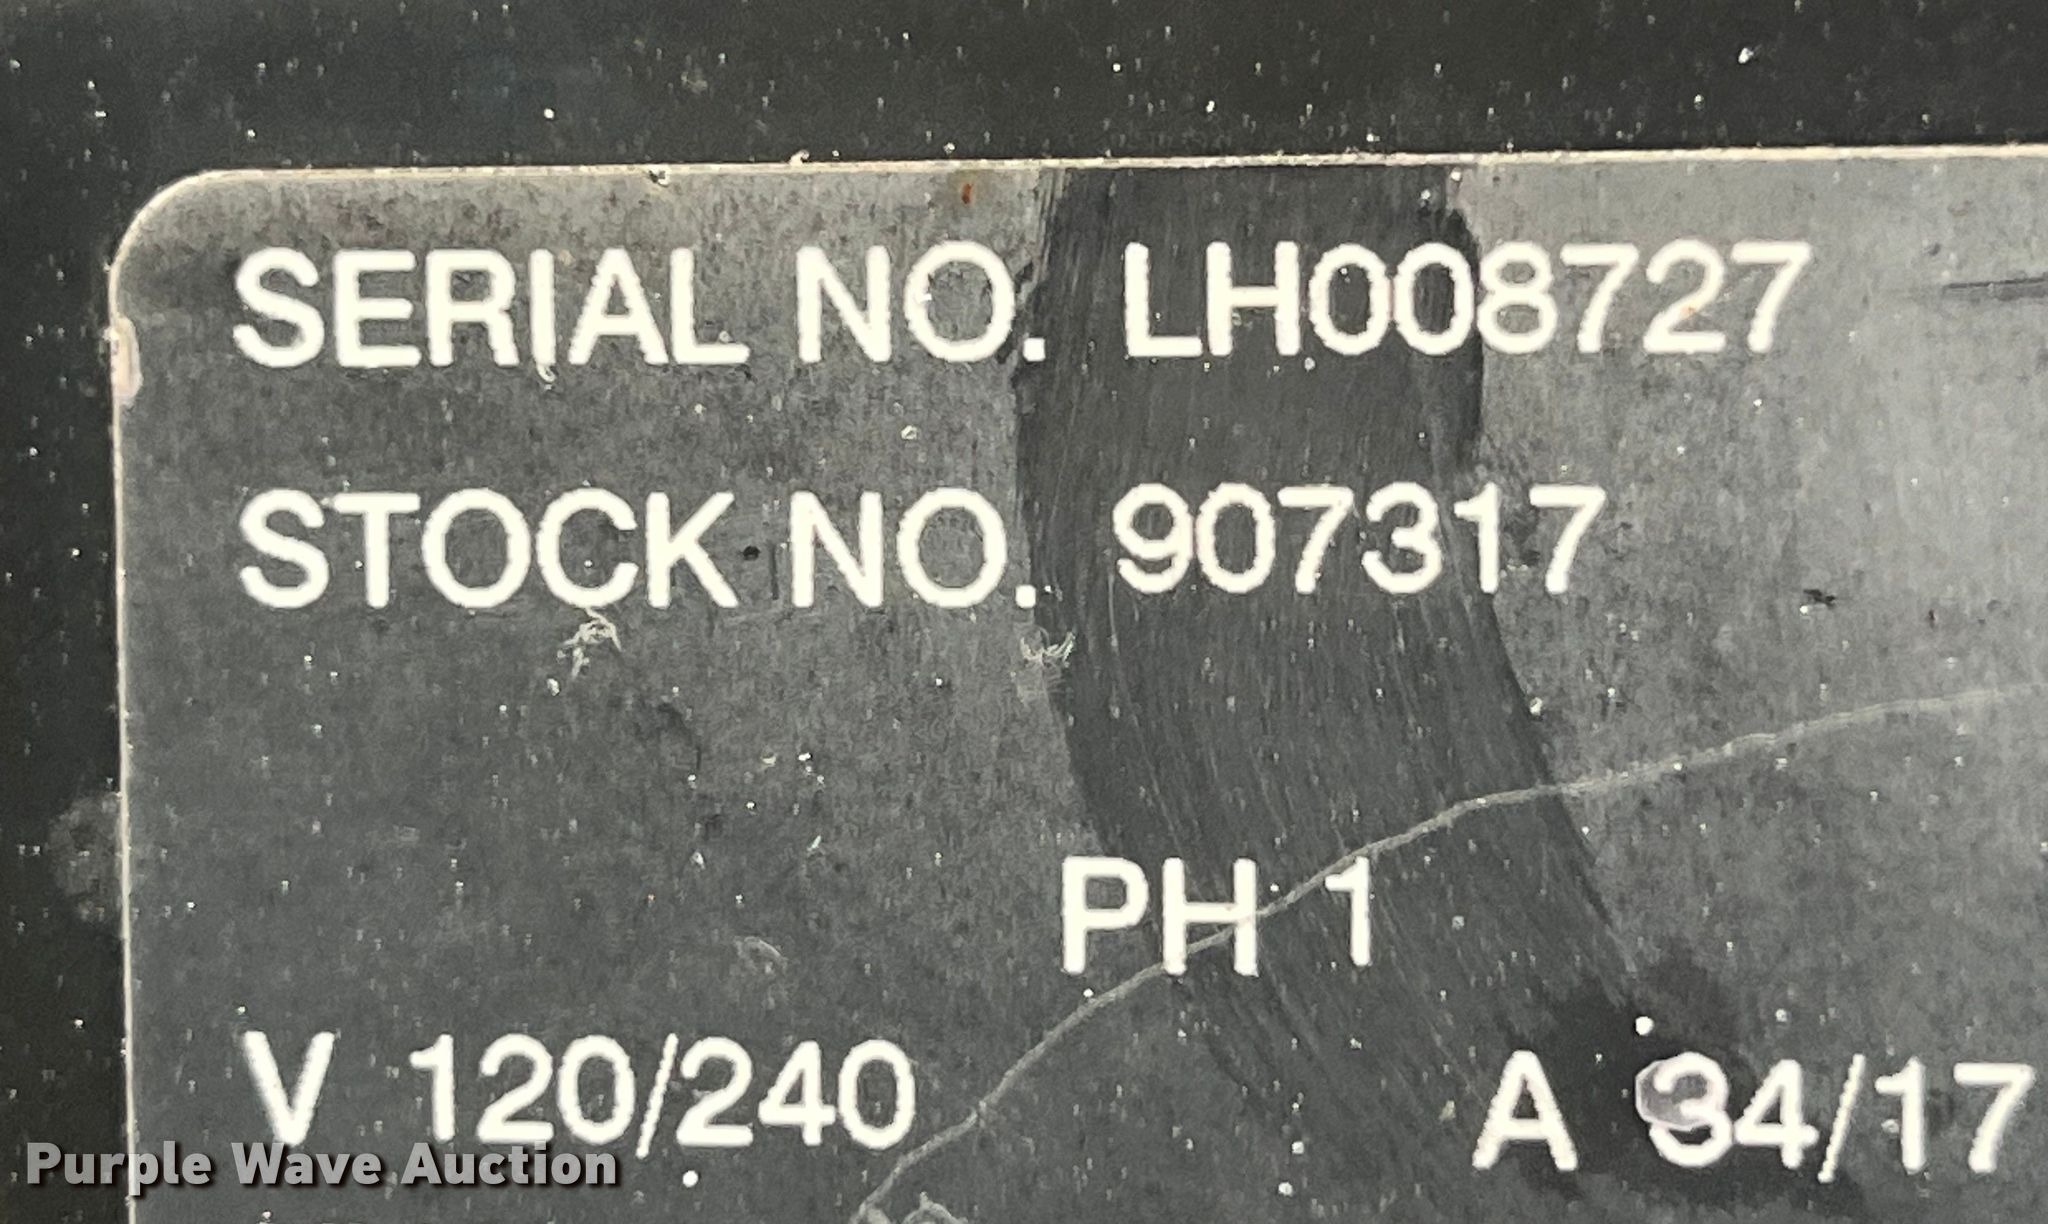 SERIAL NO. LH008727
STOCK NO. 907317
PH 1
V 120/240 A 34/17
Purple Wave Auction